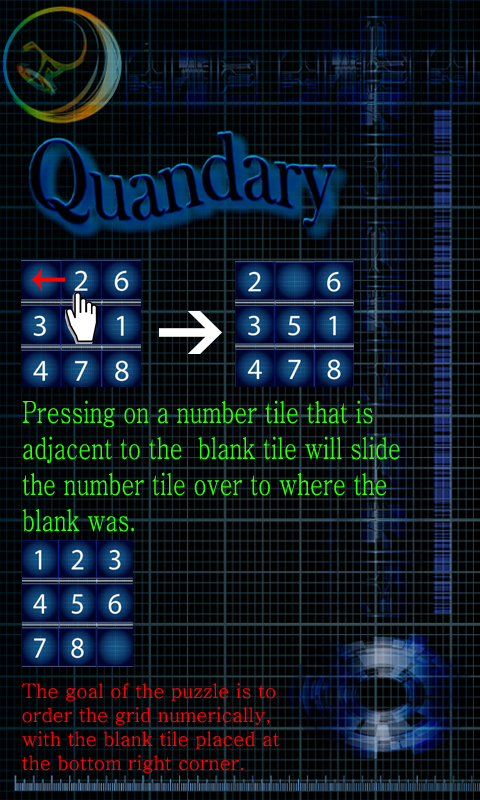 Quandary
2 6
3 1
4 7 8
2 6
3 5 1
4 7 8
Pressing on a number tile that is
adjacent to the blank tile will slide
the number tile over to where the
blank was.
1 2 3
4 5 6
7 8
The goal of the puzzle is to
order the grid numerically,
with the blank tile placed at
the bottom right corner.